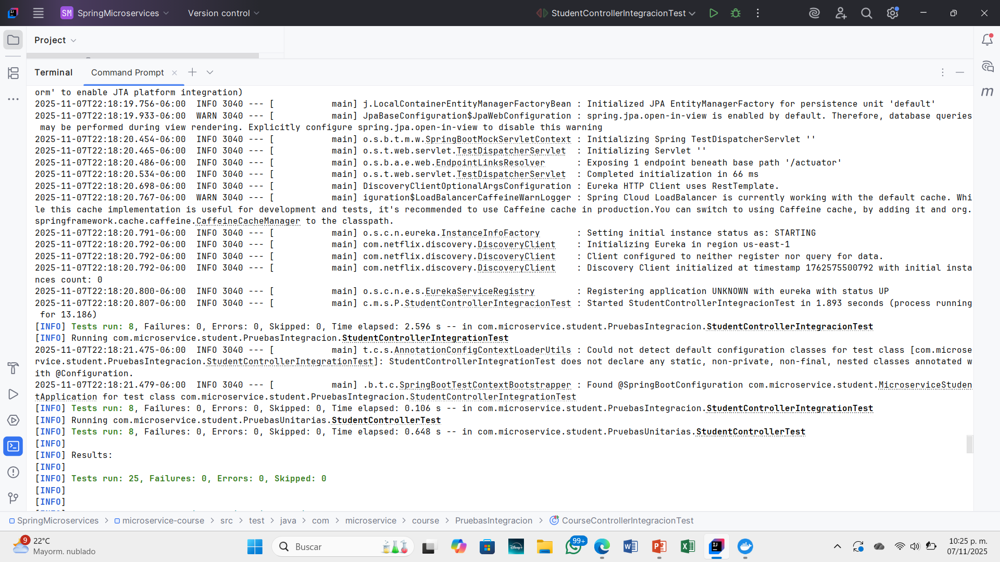 SM SpringMicroservices Version control StudentControllerIntegracionTest
Project
Terminal Command Prompt
orm' to enable JTA platform integration)
2025-11-07T22:18:19.756-06:00  INFO 3040 --- [           main] j.LocalContainerEntityManagerFactoryBean : Initialized JPA EntityManagerFactory for persistence unit 'default'
2025-11-07T22:18:19.933-06:00  WARN 3040 --- [           main] JpaBaseConfiguration$JpaWebConfiguration : spring.jpa.open-in-view is enabled by default. Therefore, database queries
 may be performed during view rendering. Explicitly configure spring.jpa.open-in-view to disable this warning
2025-11-07T22:18:20.454-06:00  INFO 3040 --- [           main] o.s.b.t.m.w.SpringBootMockServletContext : Initializing Spring TestDispatcherServlet ''
2025-11-07T22:18:20.465-06:00  INFO 3040 --- [           main] o.s.t.web.servlet.TestDispatcherServlet  : Initializing Servlet ''
2025-11-07T22:18:20.486-06:00  INFO 3040 --- [           main] o.s.b.a.e.web.EndpointLinksResolver      : Exposing 1 endpoint beneath base path '/actuator'
2025-11-07T22:18:20.534-06:00  INFO 3040 --- [           main] o.s.t.web.servlet.TestDispatcherServlet  : Completed initialization in 66 ms
2025-11-07T22:18:20.698-06:00  INFO 3040 --- [           main] DiscoveryClientOptionalArgsConfiguration : Eureka HTTP Client uses RestTemplate.
2025-11-07T22:18:20.767-06:00  WARN 3040 --- [           main] iguration$LoadBalancerCaffeineWarnLogger : Spring Cloud LoadBalancer is currently working with the default cache. Whi
le this cache implementation is useful for development and tests, it's recommended to use Caffeine cache in production.You can switch to using Caffeine cache, by adding it and org.
springframework.cache.caffeine.CaffeineCacheManager to the classpath.
2025-11-07T22:18:20.791-06:00  INFO 3040 --- [           main] o.s.c.n.eureka.InstanceInfoFactory       : Setting initial instance status as: STARTING
2025-11-07T22:18:20.792-06:00  INFO 3040 --- [           main] com.netflix.discovery.DiscoveryClient    : Initializing Eureka in region us-east-1
2025-11-07T22:18:20.792-06:00  INFO 3040 --- [           main] com.netflix.discovery.DiscoveryClient    : Client configured to neither register nor query for data.
2025-11-07T22:18:20.792-06:00  INFO 3040 --- [           main] com.netflix.discovery.DiscoveryClient    : Discovery Client initialized at timestamp 1762575500792 with initial insta
nces count: 0
2025-11-07T22:18:20.800-06:00  INFO 3040 --- [           main] o.s.c.n.e.s.EurekaServiceRegistry        : Registering application UNKNOWN with eureka with status UP
2025-11-07T22:18:20.807-06:00  INFO 3040 --- [           main] c.m.s.P.StudentControllerIntegracionTest : Started StudentControllerIntegracionTest in 1.893 seconds (process running
 for 13.186)
[INFO] Tests run: 8, Failures: 0, Errors: 0, Skipped: 0, Time elapsed: 2.596 s -- in com.microservice.student.PruebasIntegracion.StudentControllerIntegracionTest
[INFO] Running com.microservice.student.PruebasIntegracion.StudentControllerIntegrationTest
2025-11-07T22:18:21.475-06:00  INFO 3040 --- [           main] t.c.s.AnnotationConfigContextLoaderUtils : Could not detect default configuration classes for test class [com.microse
rvice.student.PruebasIntegracion.StudentControllerIntegrationTest]: StudentControllerIntegrationTest does not declare any static, non-private, non-final, nested classes annotated w
ith @Configuration.
2025-11-07T22:18:21.479-06:00  INFO 3040 --- [           main] .b.t.c.SpringBootTestContextBootstrapper : Found @SpringBootConfiguration com.microservice.student.MicroserviceStuden
tApplication for test class com.microservice.student.PruebasIntegracion.StudentControllerIntegrationTest
[INFO] Tests run: 8, Failures: 0, Errors: 0, Skipped: 0, Time elapsed: 0.106 s -- in com.microservice.student.PruebasIntegracion.StudentControllerIntegrationTest
[INFO] Running com.microservice.student.PruebasUnitarias.StudentControllerTest
[INFO] Tests run: 8, Failures: 0, Errors: 0, Skipped: 0, Time elapsed: 0.648 s -- in com.microservice.student.PruebasUnitarias.StudentControllerTest
[INFO]
[INFO] Results:
[INFO]
[INFO] Tests run: 25, Failures: 0, Errors: 0, Skipped: 0
[INFO]
[INFO]
SpringMicroservices > microservice-course > src > test > java > com > microservice > course > PruebasIntegracion > CourseControllerIntegracionTest
9 22°C
Mayorm. nublado
Buscar
99+
10:25 p. m.
07/11/2025